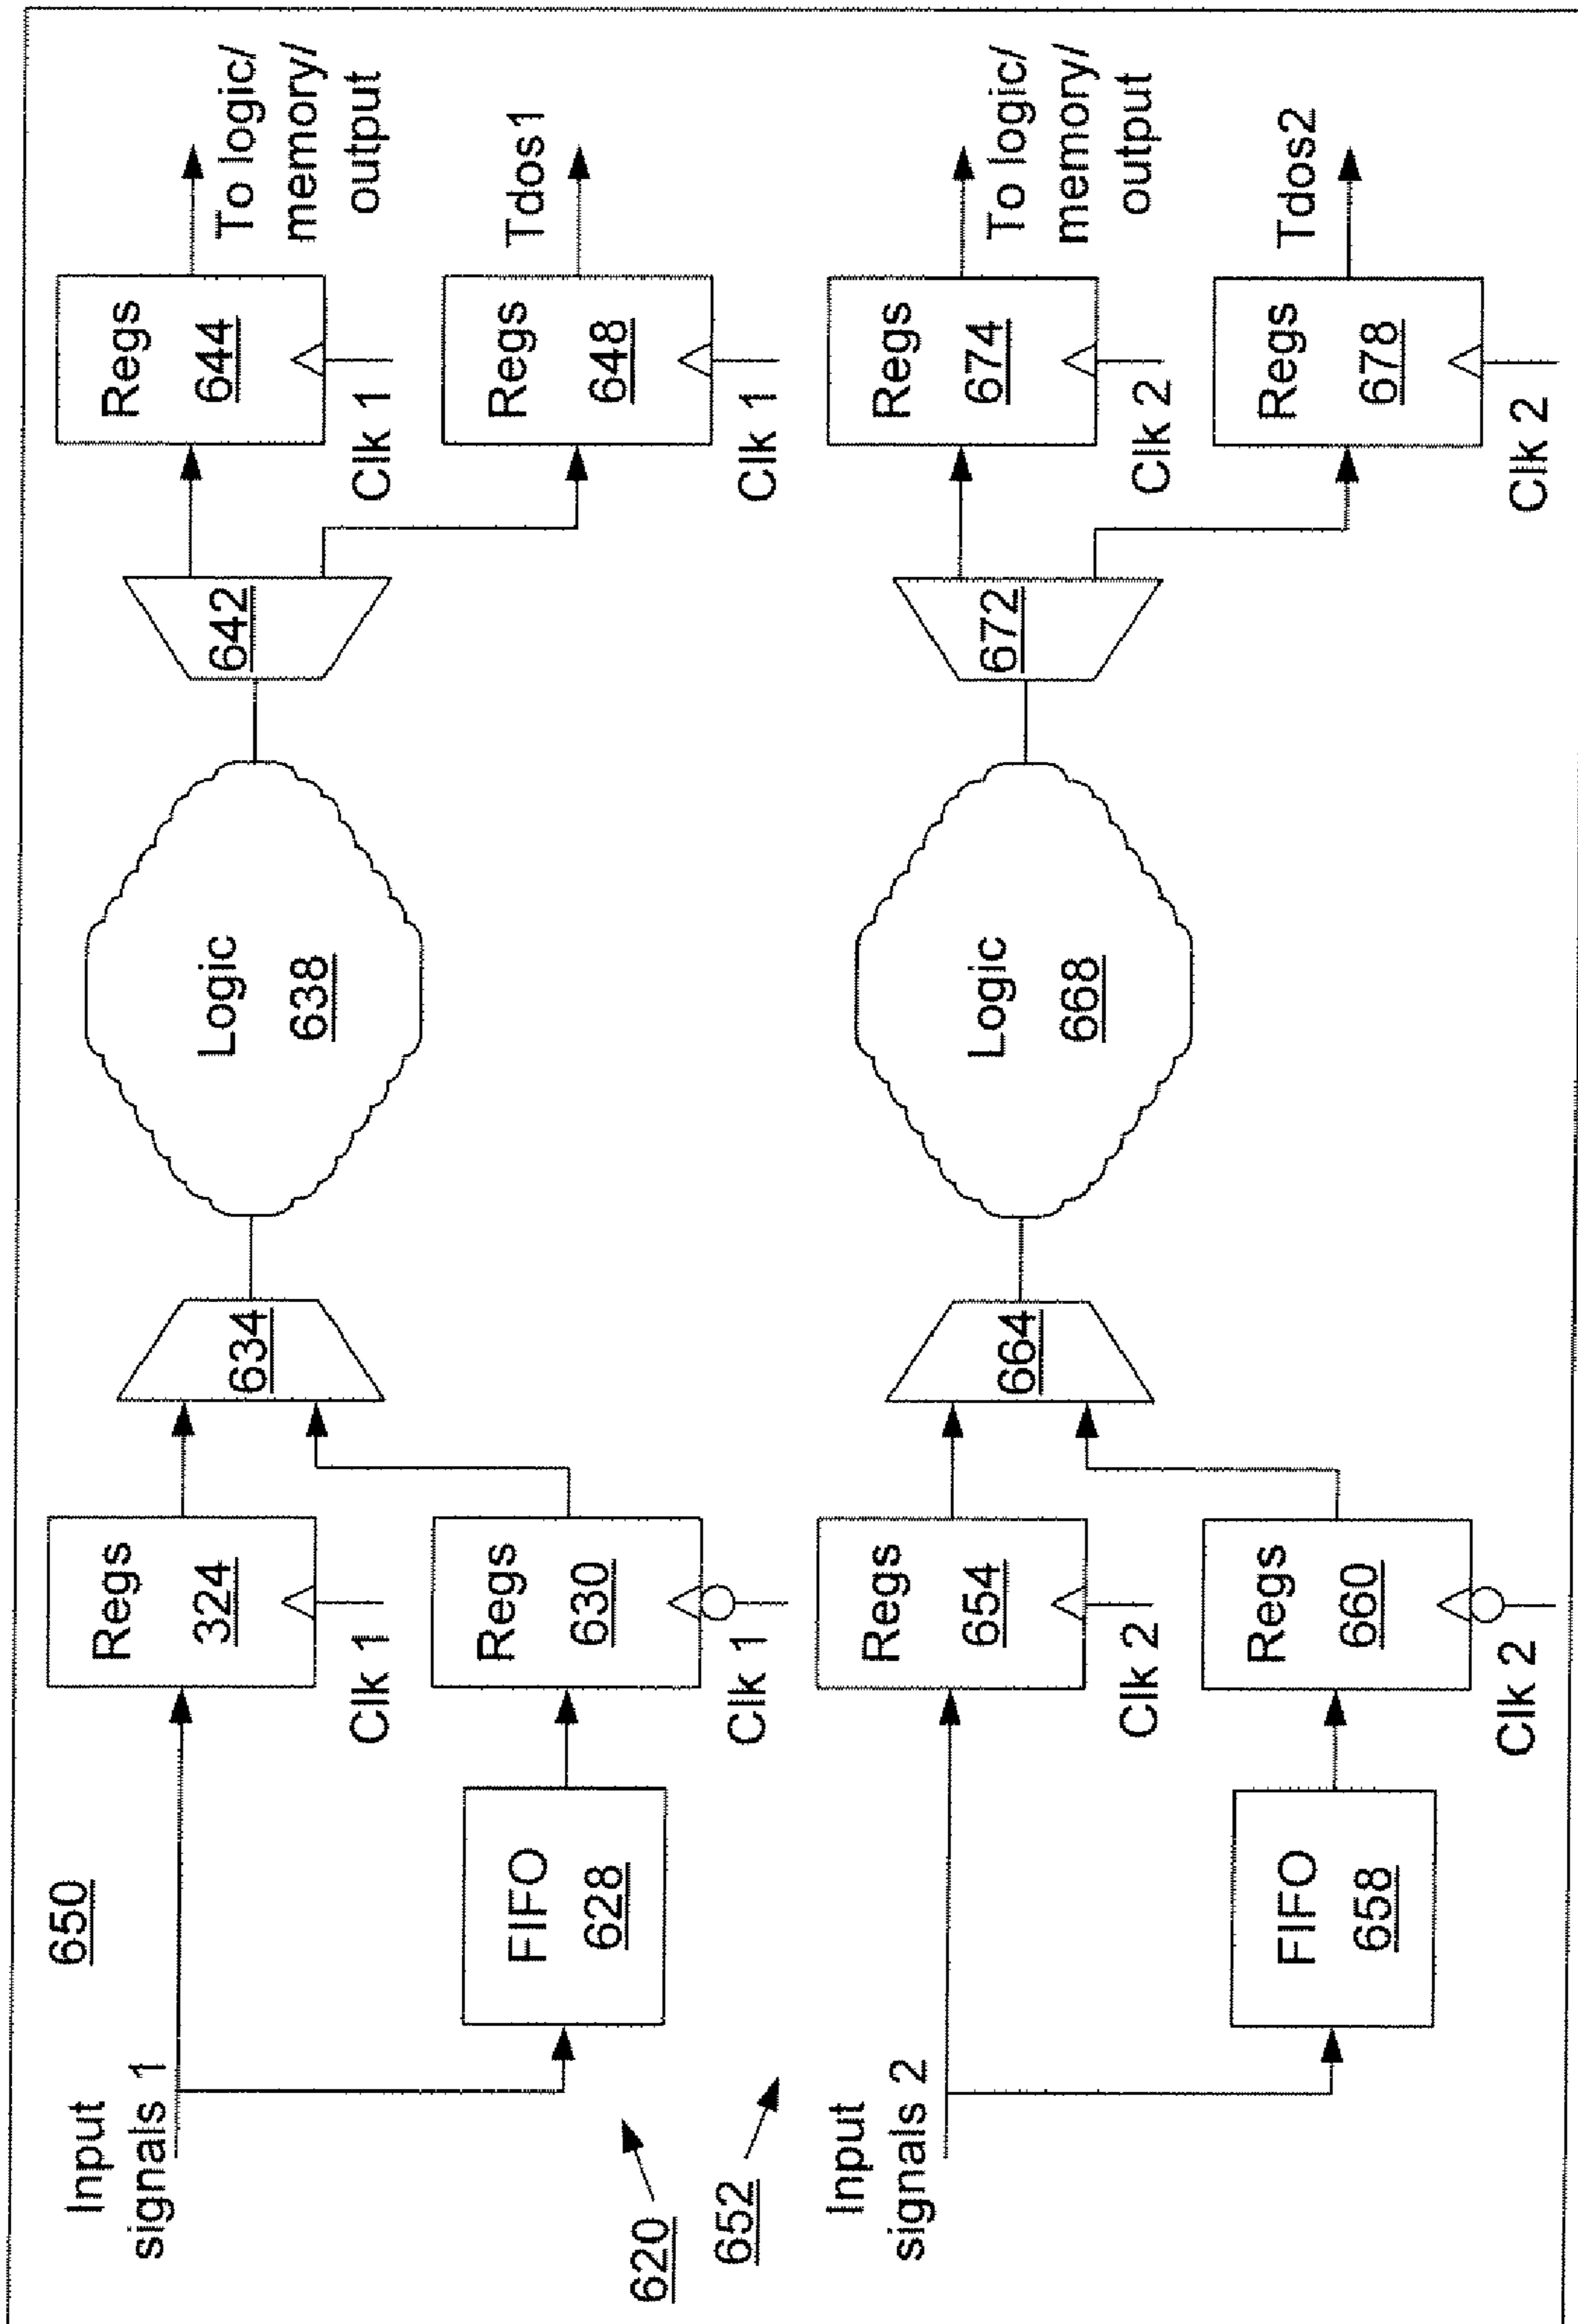 650
Input
signals 1
Regs
324
Clk 1
FIFO
628
Regs
630
Clk 1
634
Logic
638
642
Regs
644
Clk 1
To logic/
memory/
output
Regs
648
Clk 1
Tdos1
620
652
Input
signals 2
Regs
654
Clk 2
FIFO
658
Regs
660
Clk 2
664
Logic
668
672
Regs
674
Clk 2
To logic/
memory/
output
Regs
678
Clk 2
Tdos2